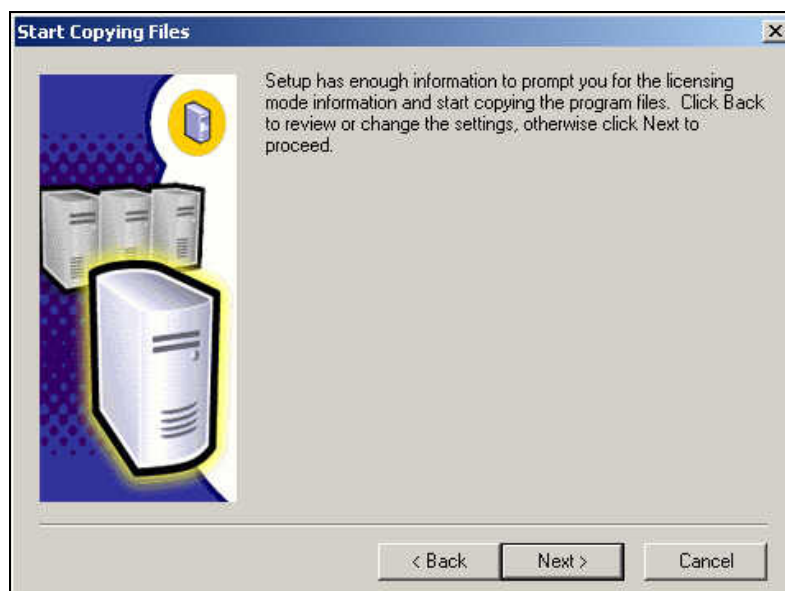 Start Copying Files
Setup has enough information to prompt you for the licensing
mode information and start copying the program files. Click Back
to review or change the settings, otherwise click Next to
proceed.
< Back
Next >
Cancel